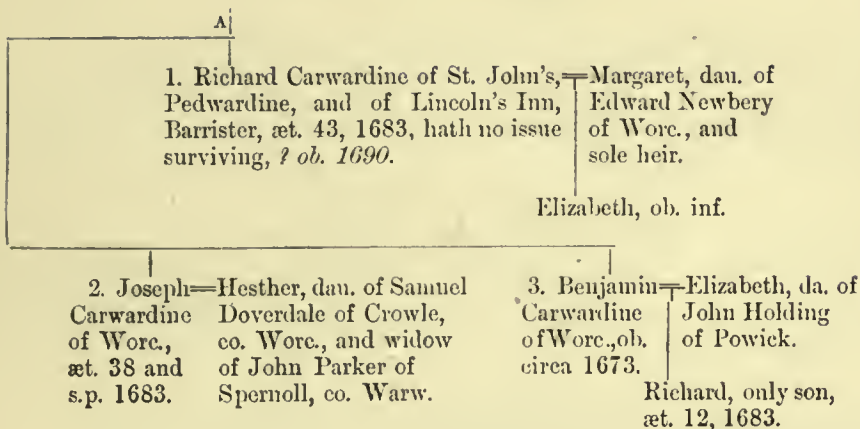 A
1. Richard Carwardine of St. John's,
Pedwardine, and of Lincoln's Inn,
Barrister, æt. 43, 1683, hath no issue
surviving, ? ob. 1690.
Margaret, dau. of
Edward Newbery
of Worc., and
sole heir.
Elizabeth, ob. inf.
2. Joseph
Carwardine
of Worc.,
æt. 38 and
s.p. 1683.
Hesther, dau. of Samuel
Doverdale of Crowle,
co. Worc., and widow
of John Parker of
Spernoll, co. Warw.
3. Benjamin
Carwardine
of Worc., ob.
circa 1673.
Elizabeth, da. of
John Holding
of Powick.
Richard, only son,
æt. 12, 1683.